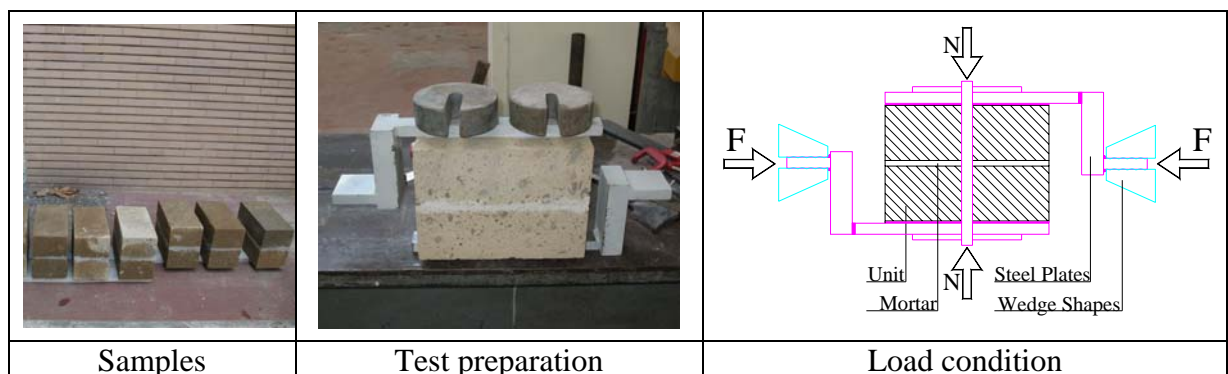 N
F
F
Unit
Steel Plates
N
Mortar
Wedge Shapes
Samples
Test preparation
Load condition